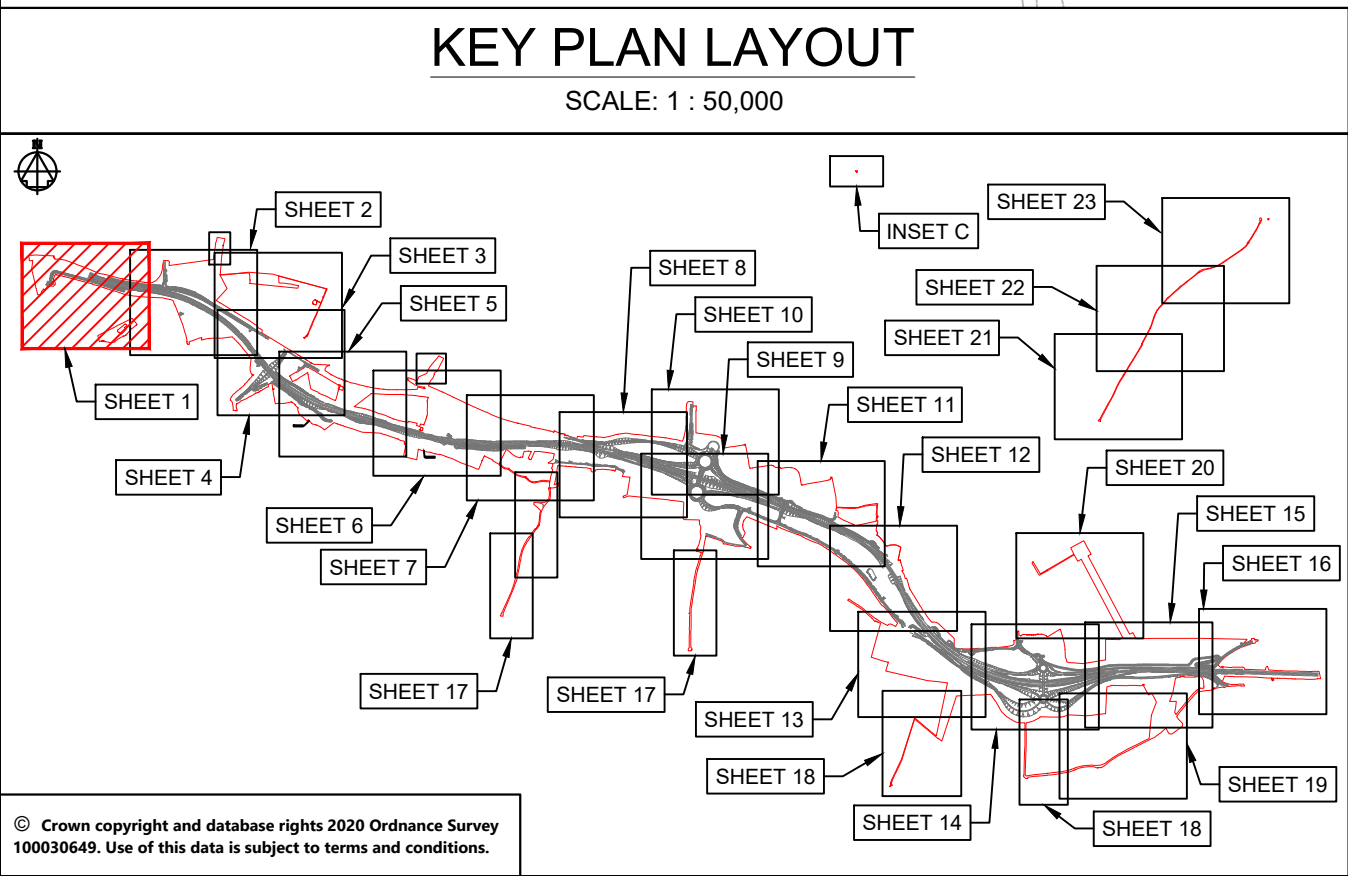 KEY PLAN LAYOUT
SCALE: 1 : 50,000
SHEET 2
SHEET 23
INSET C
SHEET 3
SHEET 8
SHEET 22
SHEET 5
SHEET 10
SHEET 21
SHEET 9
SHEET 1
SHEET 11
SHEET 12
SHEET 20
SHEET 4
SHEET 15
SHEET 6
SHEET 16
SHEET 7
SHEET 17
SHEET 17
SHEET 13
SHEET 18
SHEET 19
SHEET 14
SHEET 18
© Crown copyright and database rights 2020 Ordnance Survey
100030649. Use of this data is subject to terms and conditions.